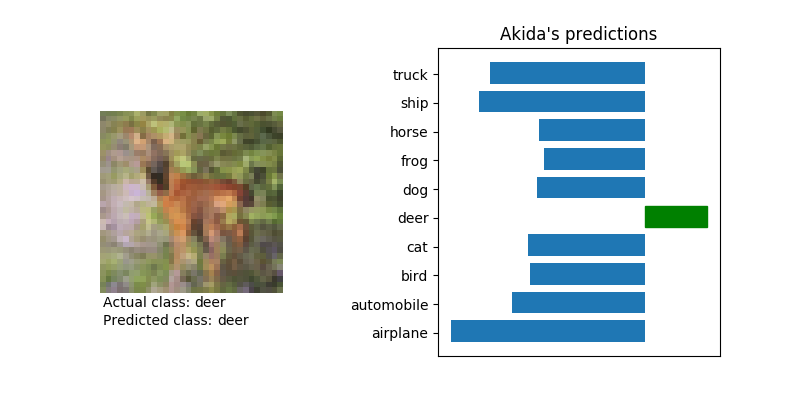 Akida's predictions
truck
ship
horse
frog
dog
deer
cat
bird
automobile
airplane
Actual class: deer
Predicted class: deer